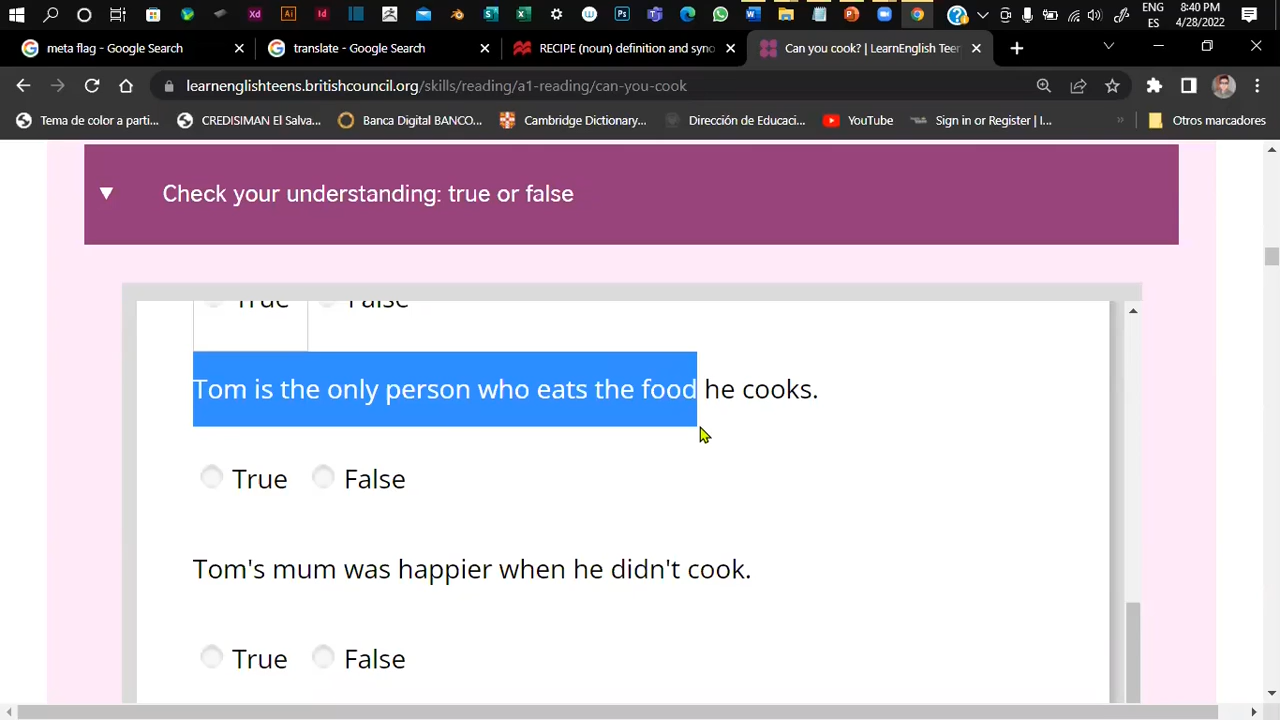 8:40 PM
EN
ES
4/28/2022
meta flag - Google Search
translate - Google Search
RECIPE (noun) definition and syno
Can you cook? | LearnEnglish Teen
learnenglishteens.britishcouncil.org/skills/reading/a1-reading/can-you-cook
Tema de color a parti...
CREDISIMAN El Salva...
Banca Digital BANCO...
Cambridge Dictionary...
Dirección de Educaci...
YouTube
Sign in or Register | I...
Otros marcadores
Check your understanding: true or false
True False
Tom is the only person who eats the food he cooks.
True False
Tom's mum was happier when he didn't cook.
True False